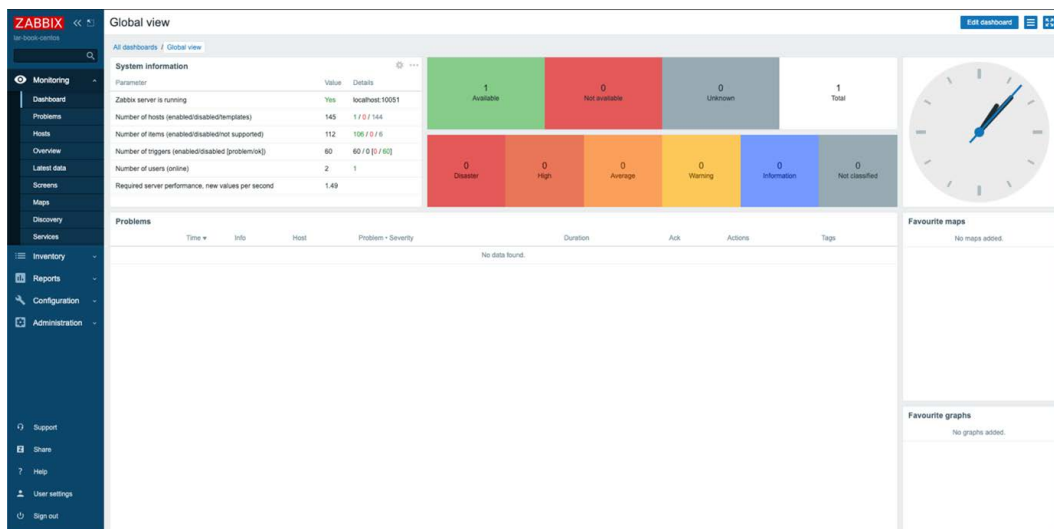 ZABBIX
lar-book-centos
Monitoring
Dashboard
Problems
Hosts
Overview
Latest data
Screens
Maps
Discovery
Services
Inventory
Reports
Configuration
Administration
Support
Share
Help
User settings
Sign out
Global view
Edit dashboard
All dashboards / Global view
System information
Parameter Value Details
Zabbix server is running Yes localhost:10051
Number of hosts (enabled/disabled/templates) 145 1 / 0 / 144
Number of items (enabled/disabled/not supported) 112 106 / 0 / 6
Number of triggers (enabled/disabled [problem/ok]) 60 60 / 0 [0 / 60]
Number of users (online) 2 1
Required server performance, new values per second 1.49
1 0 0 1
Available Not available Unknown Total
0 0 0 0 0 0
Disaster High Average Warning Information Not classified
Problems
Time Info Host Problem • Severity Duration Ack Actions Tags
No data found.
Favourite maps
No maps added.
Favourite graphs
No graphs added.